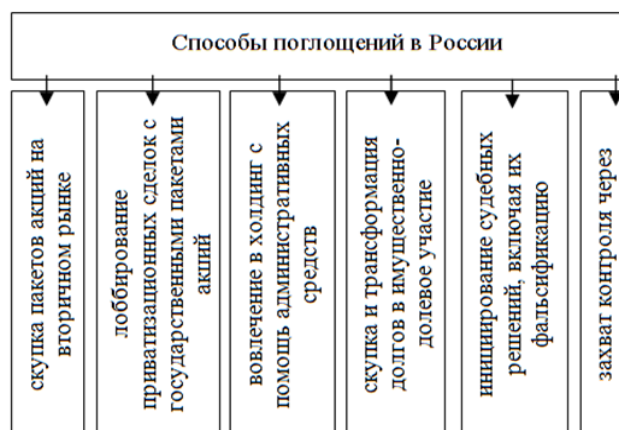 Способы поглощений в России
скупка пакетов акций на
вторичном рынке
лоббирование
приватизационных сделок с
государственными пакетами
акций
вовлечение в холдинг с
помощь административных
средств
скупка и трансформация
долгов в имущественно-
долевое участие
инициирование судебных
решений, включая их
фальсификацию
захват контроля через